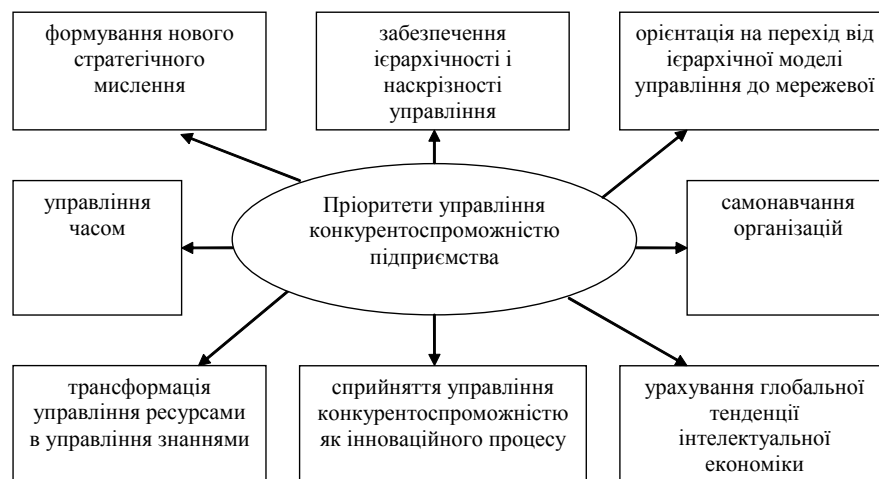 формування нового
стратегічного
мислення
забезпечення
ієрархічності і
наскрізності
управління
орієнтація на перехід від
ієрархічної моделі
управління до мережевої
управління
часом
Пріоритети управління
конкурентоспроможністю
підприємства
самонавчання
організацій
трансформація
управління ресурсами
в управління знаннями
сприйняття управління
конкурентоспроможністю
як інноваційного процесу
урахування глобальної
тенденції
інтелектуальної
економіки